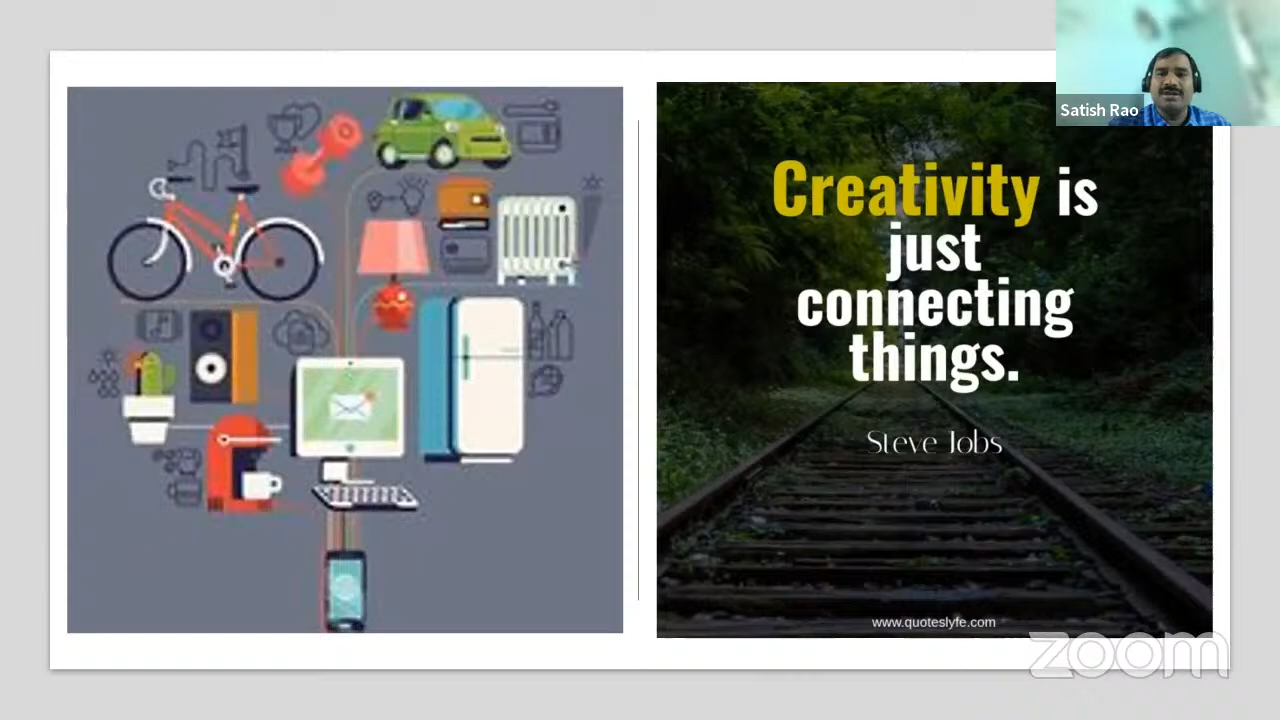 Satish Rao
Creativity is
just
connecting
things.
Steve Jobs
www.quoteslyfe.com
zoom